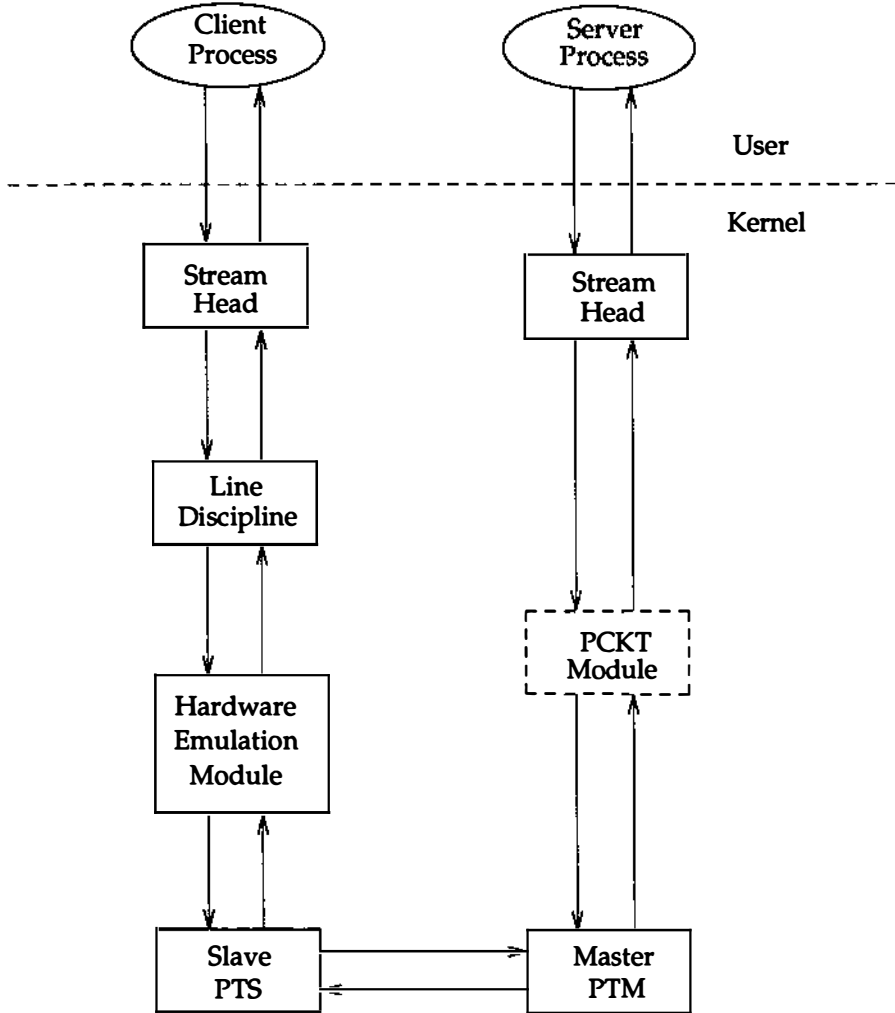 Client
Process
Server
Process
User
Kernel
Stream
Head
Stream
Head
Line
Discipline
PCKT
Module
Hardware
Emulation
Module
Slave
PTS
Master
PTM